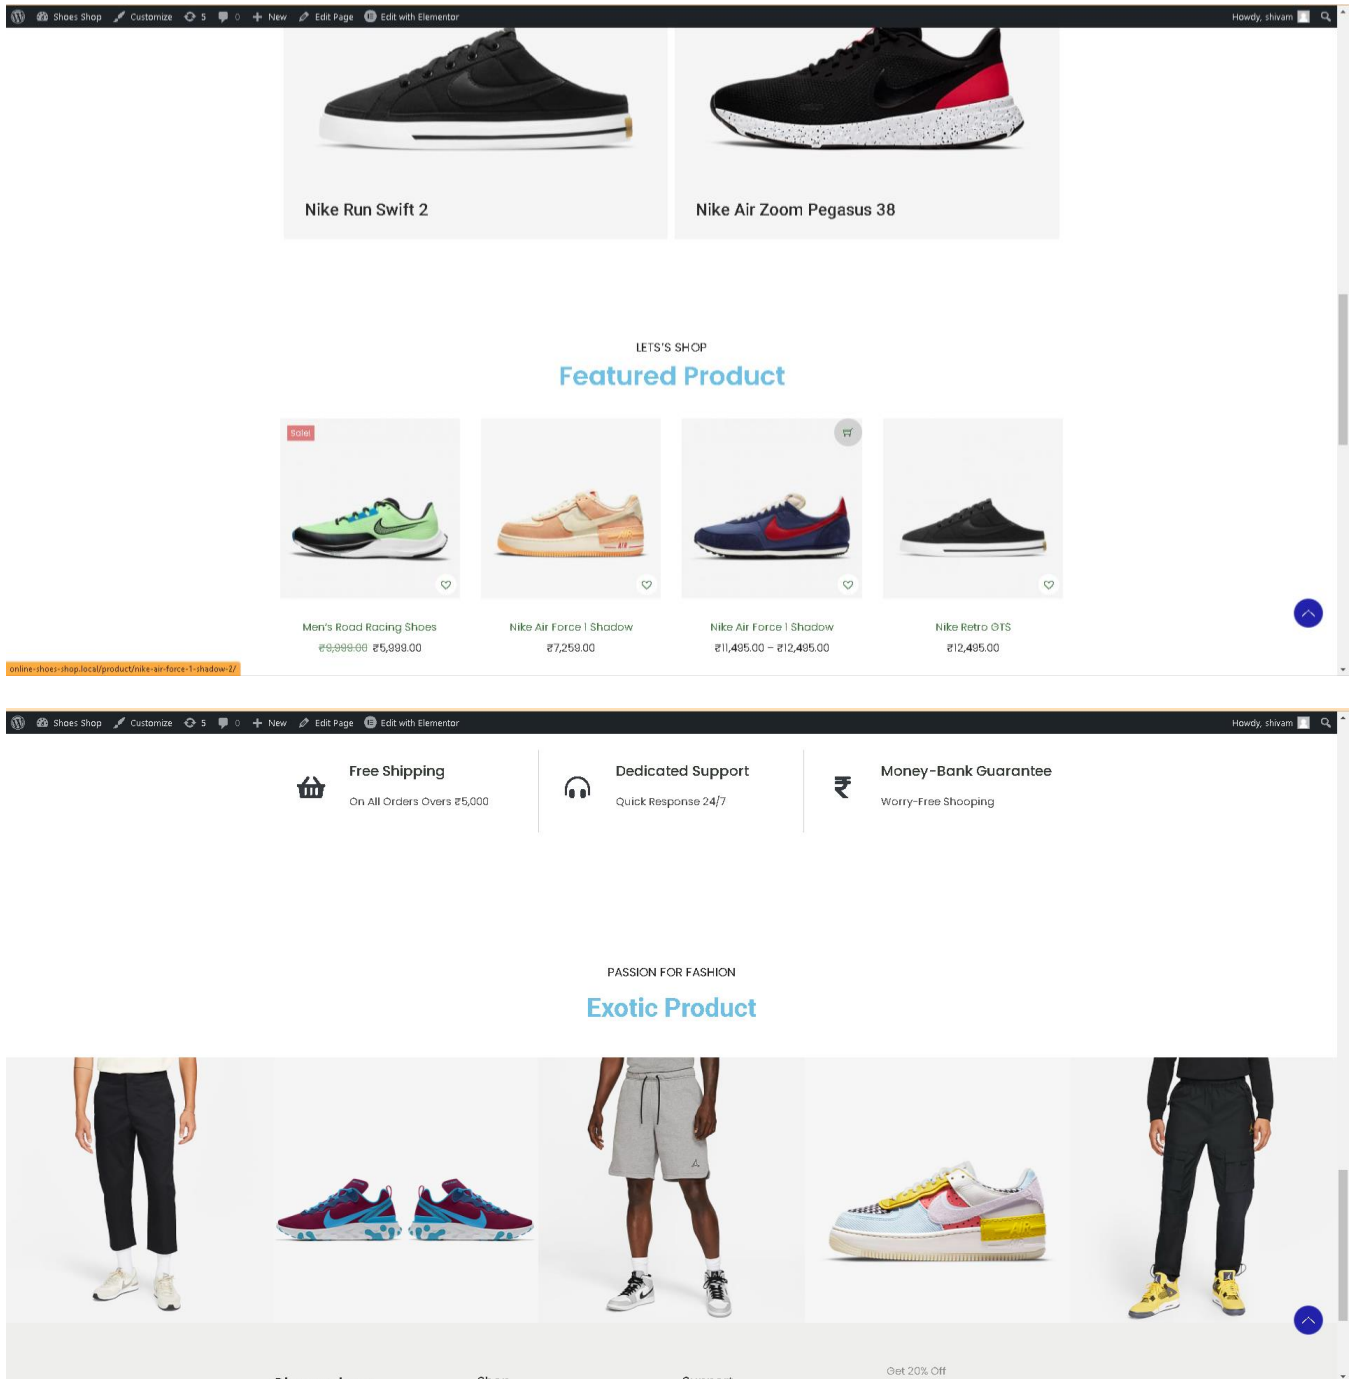 Shoes Shop Customize 5 0 New Edit Page Edit with Elementor Howdy, shivam
Nike Run Swift 2
Nike Air Zoom Pegasus 38
LETS'S SHOP
Featured Product
Sale!
Men's Road Racing Shoes
₹9,999.00 ₹5,999.00
Nike Air Force 1 Shadow
₹7,259.00
Nike Air Force 1 Shadow
₹11,495.00 – ₹12,495.00
Nike Retro GTS
₹12,495.00
online-shoes-shop.local/product/nike-air-force-1-shadow-2/
Shoes Shop Customize 5 0 New Edit Page Edit with Elementor Howdy, shivam
Free Shipping
On All Orders Overs ₹5,000
Dedicated Support
Quick Response 24/7
Money-Bank Guarantee
Worry-Free Shooping
PASSION FOR FASHION
Exotic Product
Get 20% Off
Shop
Support